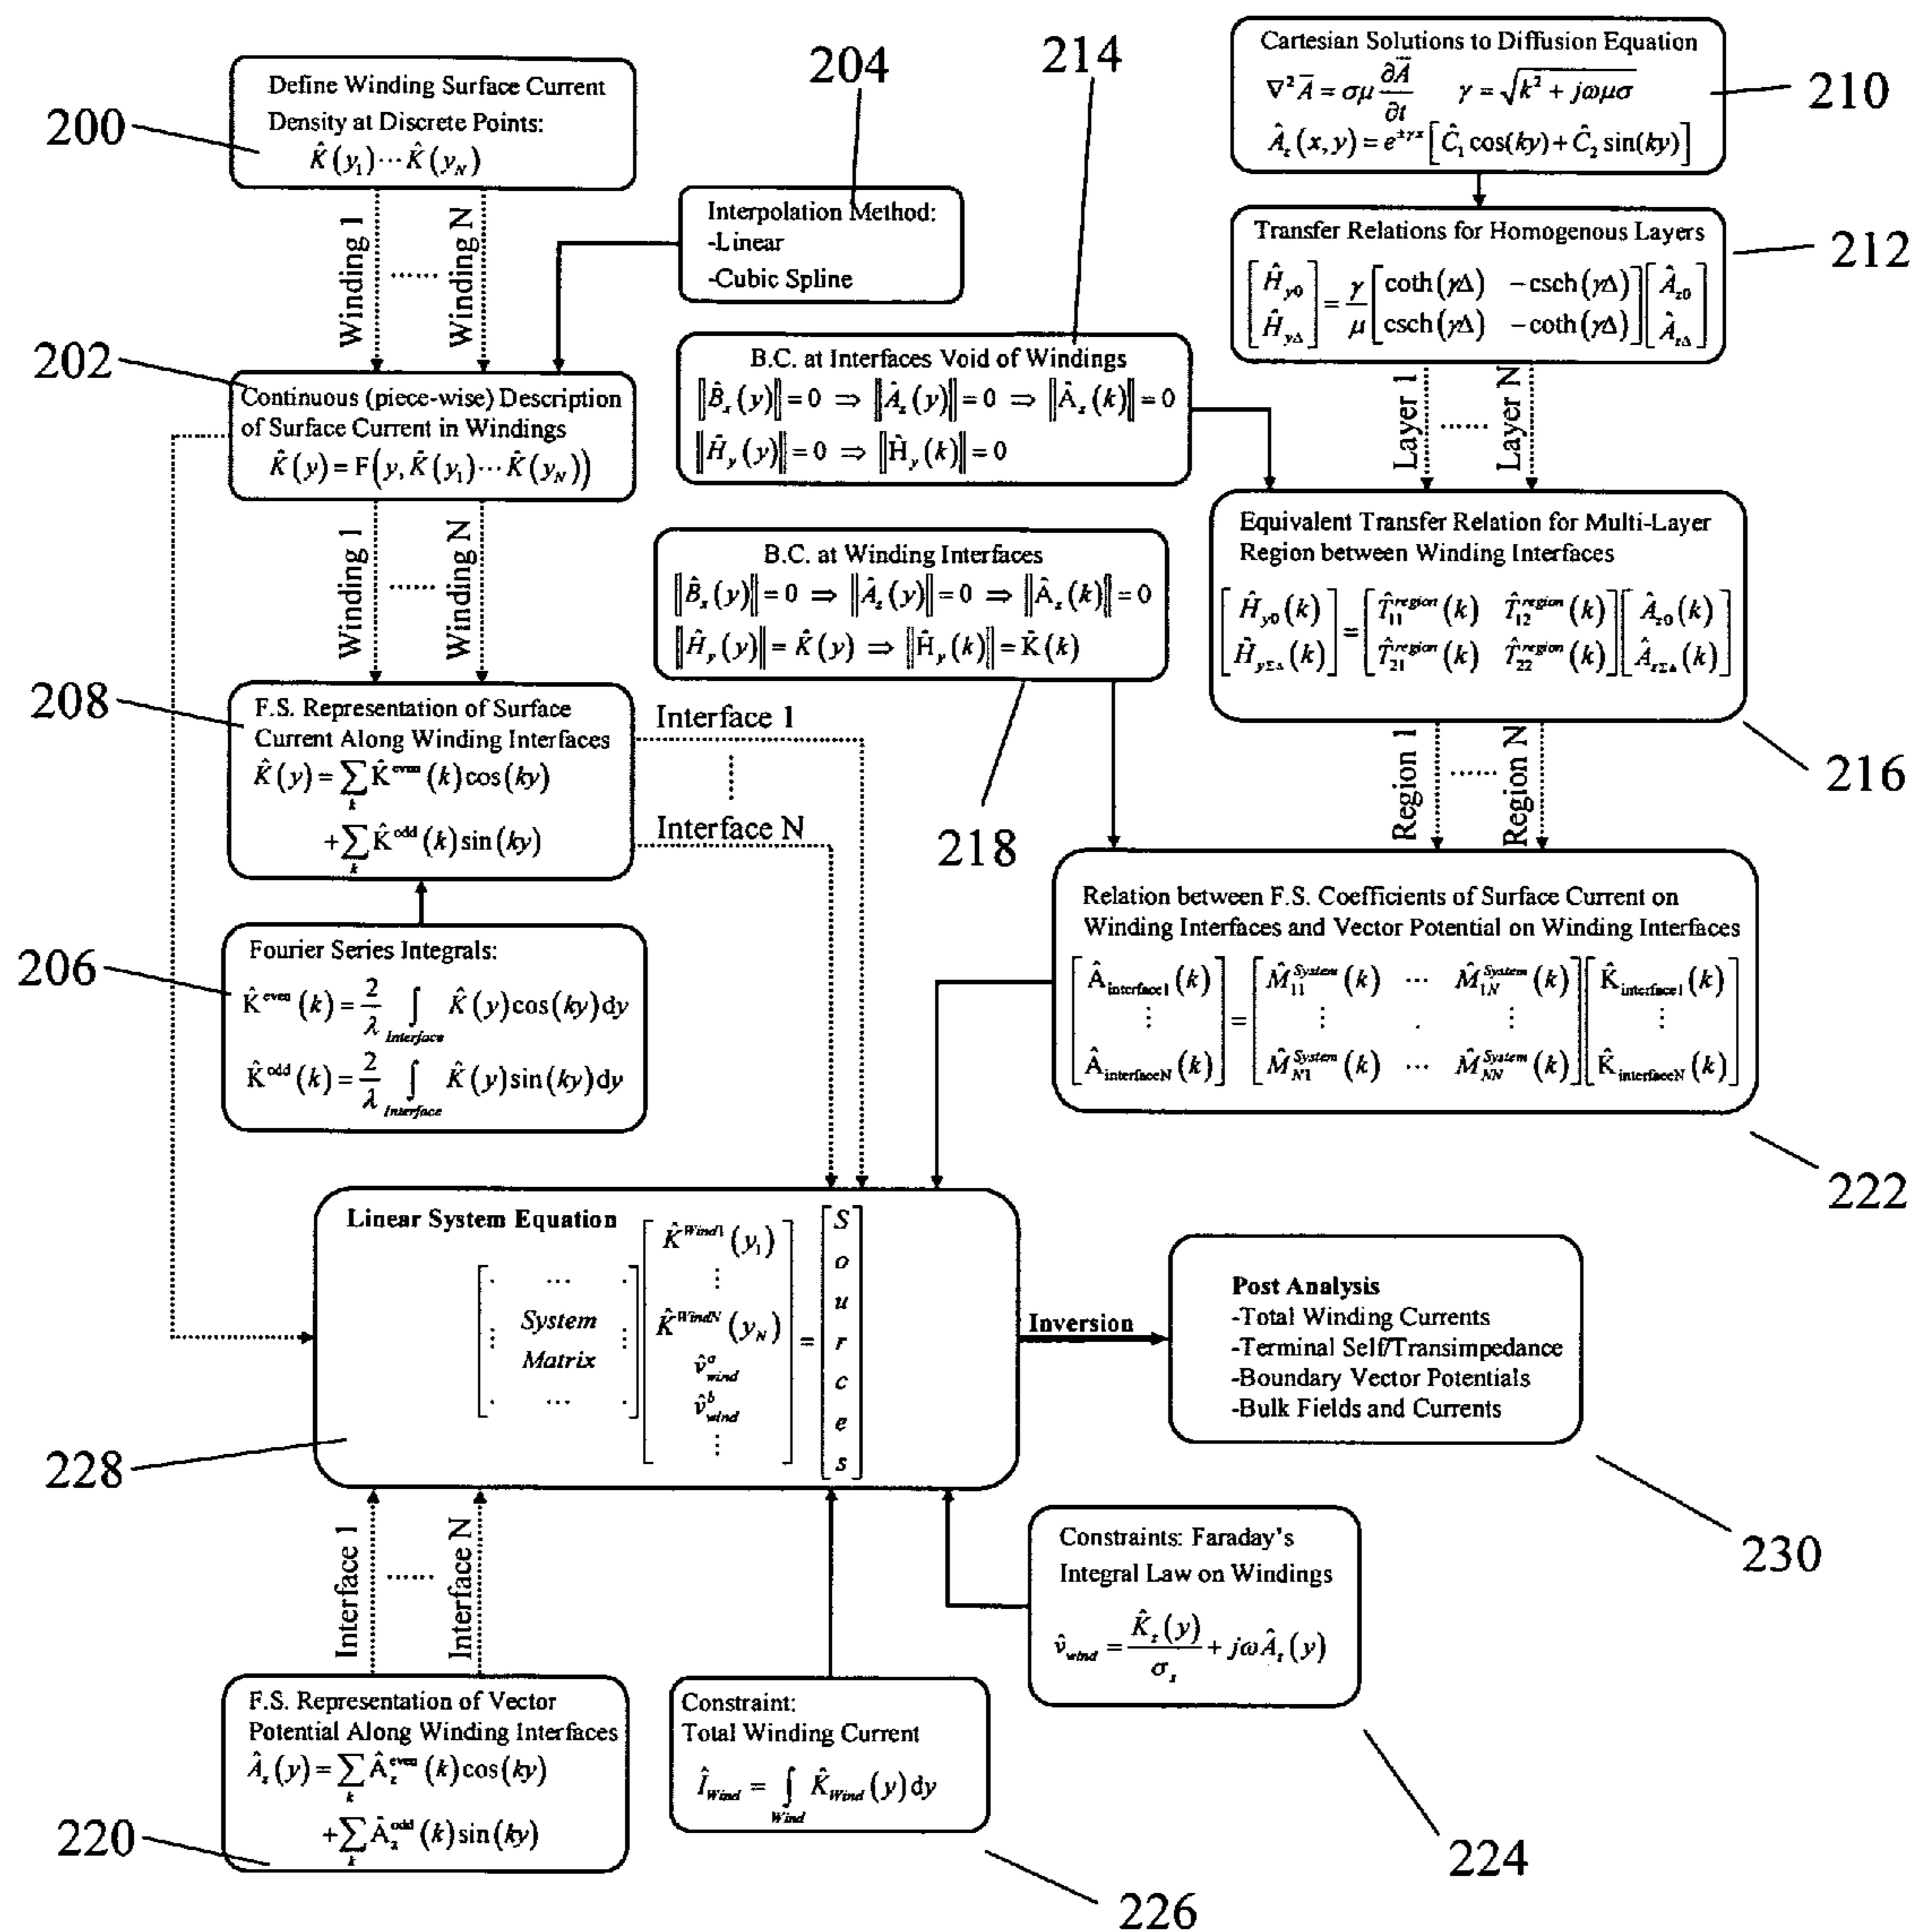 200
Define Winding Surface Current
Density at Discrete Points:
K̂(y₁)⋯K̂(y_N)
Winding 1
......
Winding N
204
Interpolation Method:
-Linear
-Cubic Spline
202
Continuous (piece-wise) Description
of Surface Current in Windings
K̂(y) = F(y, K̂(y₁)⋯K̂(y_N))
Winding 1
......
Winding N
208
F.S. Representation of Surface
Current Along Winding Interfaces
K̂(y) = ∑_k K̂^even(k)cos(ky)
+∑_k K̂^odd(k)sin(ky)
Interface 1
Interface N
206
Fourier Series Integrals:
K̂^even(k) = 2/λ ∫_Interface K̂(y)cos(ky)dy
K̂^odd(k) = 2/λ ∫_Interface K̂(y)sin(ky)dy
214
B.C. at Interfaces Void of Windings
‖B̂_x(y)‖ = 0 ⇒ ‖Â_z(y)‖ = 0 ⇒ ‖Â_z(k)‖ = 0
‖Ĥ_y(y)‖ = 0 ⇒ ‖Ĥ_y(k)‖ = 0
B.C. at Winding Interfaces
‖B̂_x(y)‖ = 0 ⇒ ‖Â_z(y)‖ = 0 ⇒ ‖Â_z(k)‖ = 0
‖Ĥ_y(y)‖ = K̂(y) ⇒ ‖Ĥ_y(k)‖ = K̂(k)
218
Cartesian Solutions to Diffusion Equation
∇²Ā = σμ ∂Ā/∂t γ = √(k² + jωμσ)
Â_z(x,y) = e^{±γx}[Ĉ₁cos(ky) + Ĉ₂sin(ky)]
210
Transfer Relations for Homogenous Layers
[Ĥ_y0] = γ/μ [coth(γΔ) −csch(γΔ)] [Â_z0]
[Ĥ_yΔ] [csch(γΔ) −coth(γΔ)] [Â_zΔ]
212
Layer 1
......
Layer N
Equivalent Transfer Relation for Multi-Layer
Region between Winding Interfaces
[Ĥ_y0(k)] = [T̂₁₁^region(k) T̂₁₂^region(k)] [Â_z0(k)]
[Ĥ_yΣΔ(k)] [T̂₂₁^region(k) T̂₂₂^region(k)] [Â_zΣΔ(k)]
216
Region 1
......
Region N
Relation between F.S. Coefficients of Surface Current on
Winding Interfaces and Vector Potential on Winding Interfaces
[Â_interface1(k)] [M̂₁₁^System(k) ⋯ M̂_1N^System(k)] [K̂_interface1(k)]
⋮ = ⋮ . ⋮ ⋮
[Â_interfaceN(k)] [M̂_N1^System(k) ⋯ M̂_NN^System(k)] [K̂_interfaceN(k)]
222
Linear System Equation
System
Matrix
K̂^Wind1(y₁)
⋮
K̂^WindN(y_N)
v̂^a_wind
v̂^b_wind
⋮
=
S
o
u
r
c
e
s
228
Inversion
Post Analysis
-Total Winding Currents
-Terminal Self/Transimpedance
-Boundary Vector Potentials
-Bulk Fields and Currents
230
Interface 1
......
Interface N
F.S. Representation of Vector
Potential Along Winding Interfaces
Â_z(y) = ∑_k Â_z^even(k)cos(ky)
+∑_k Â_z^odd(k)sin(ky)
220
Constraint:
Total Winding Current
Î_Wind = ∫_Wind K̂_Wind(y)dy
226
Constraints: Faraday's
Integral Law on Windings
v̂_wind = K̂_z(y)/σ_s + jωÂ_z(y)
224